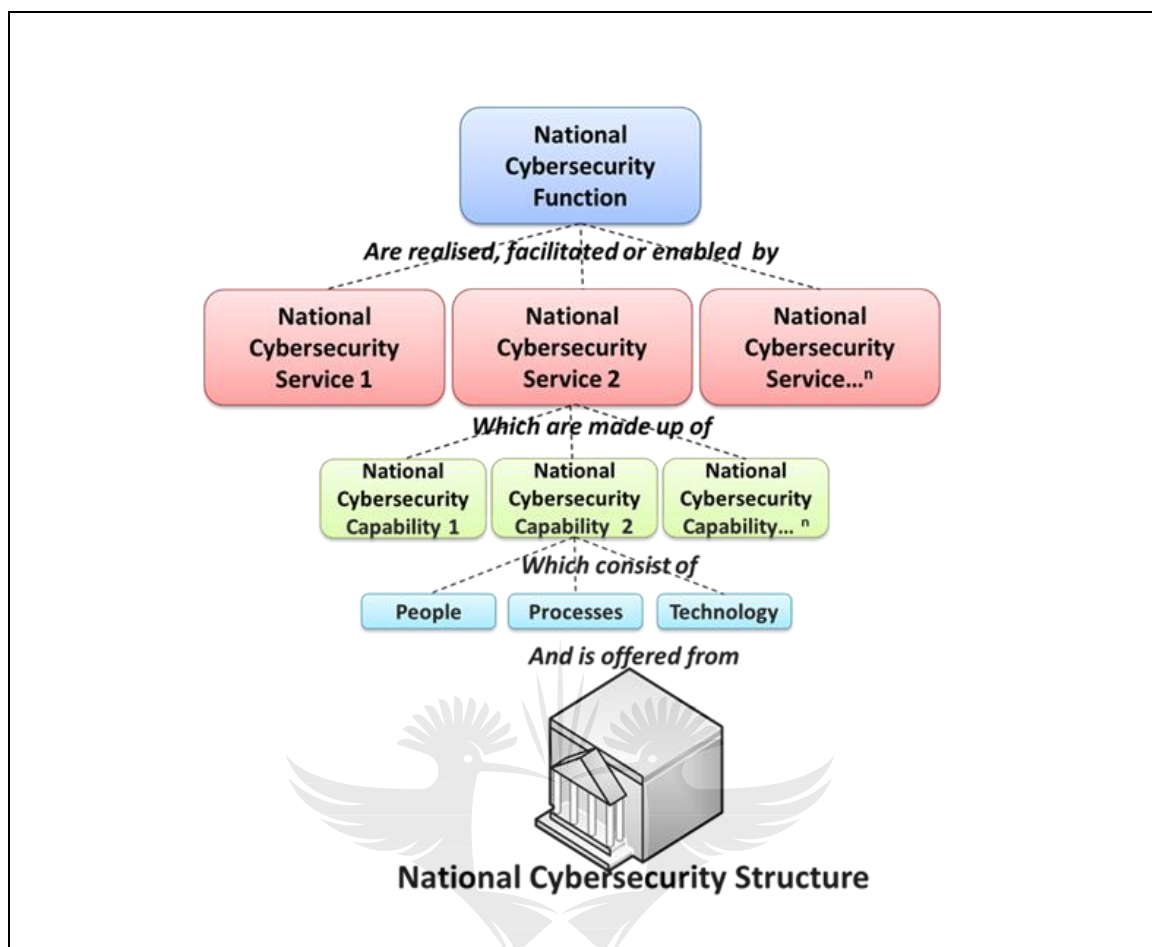 National
Cybersecurity
Function
Are realised, facilitated or enabled by
National
Cybersecurity
Service 1
National
Cybersecurity
Service 2
National
Cybersecurity
Service...ⁿ
Which are made up of
National
Cybersecurity
Capability 1
National
Cybersecurity
Capability 2
National
Cybersecurity
Capability... ⁿ
Which consist of
People
Processes
Technology
And is offered from
National Cybersecurity Structure